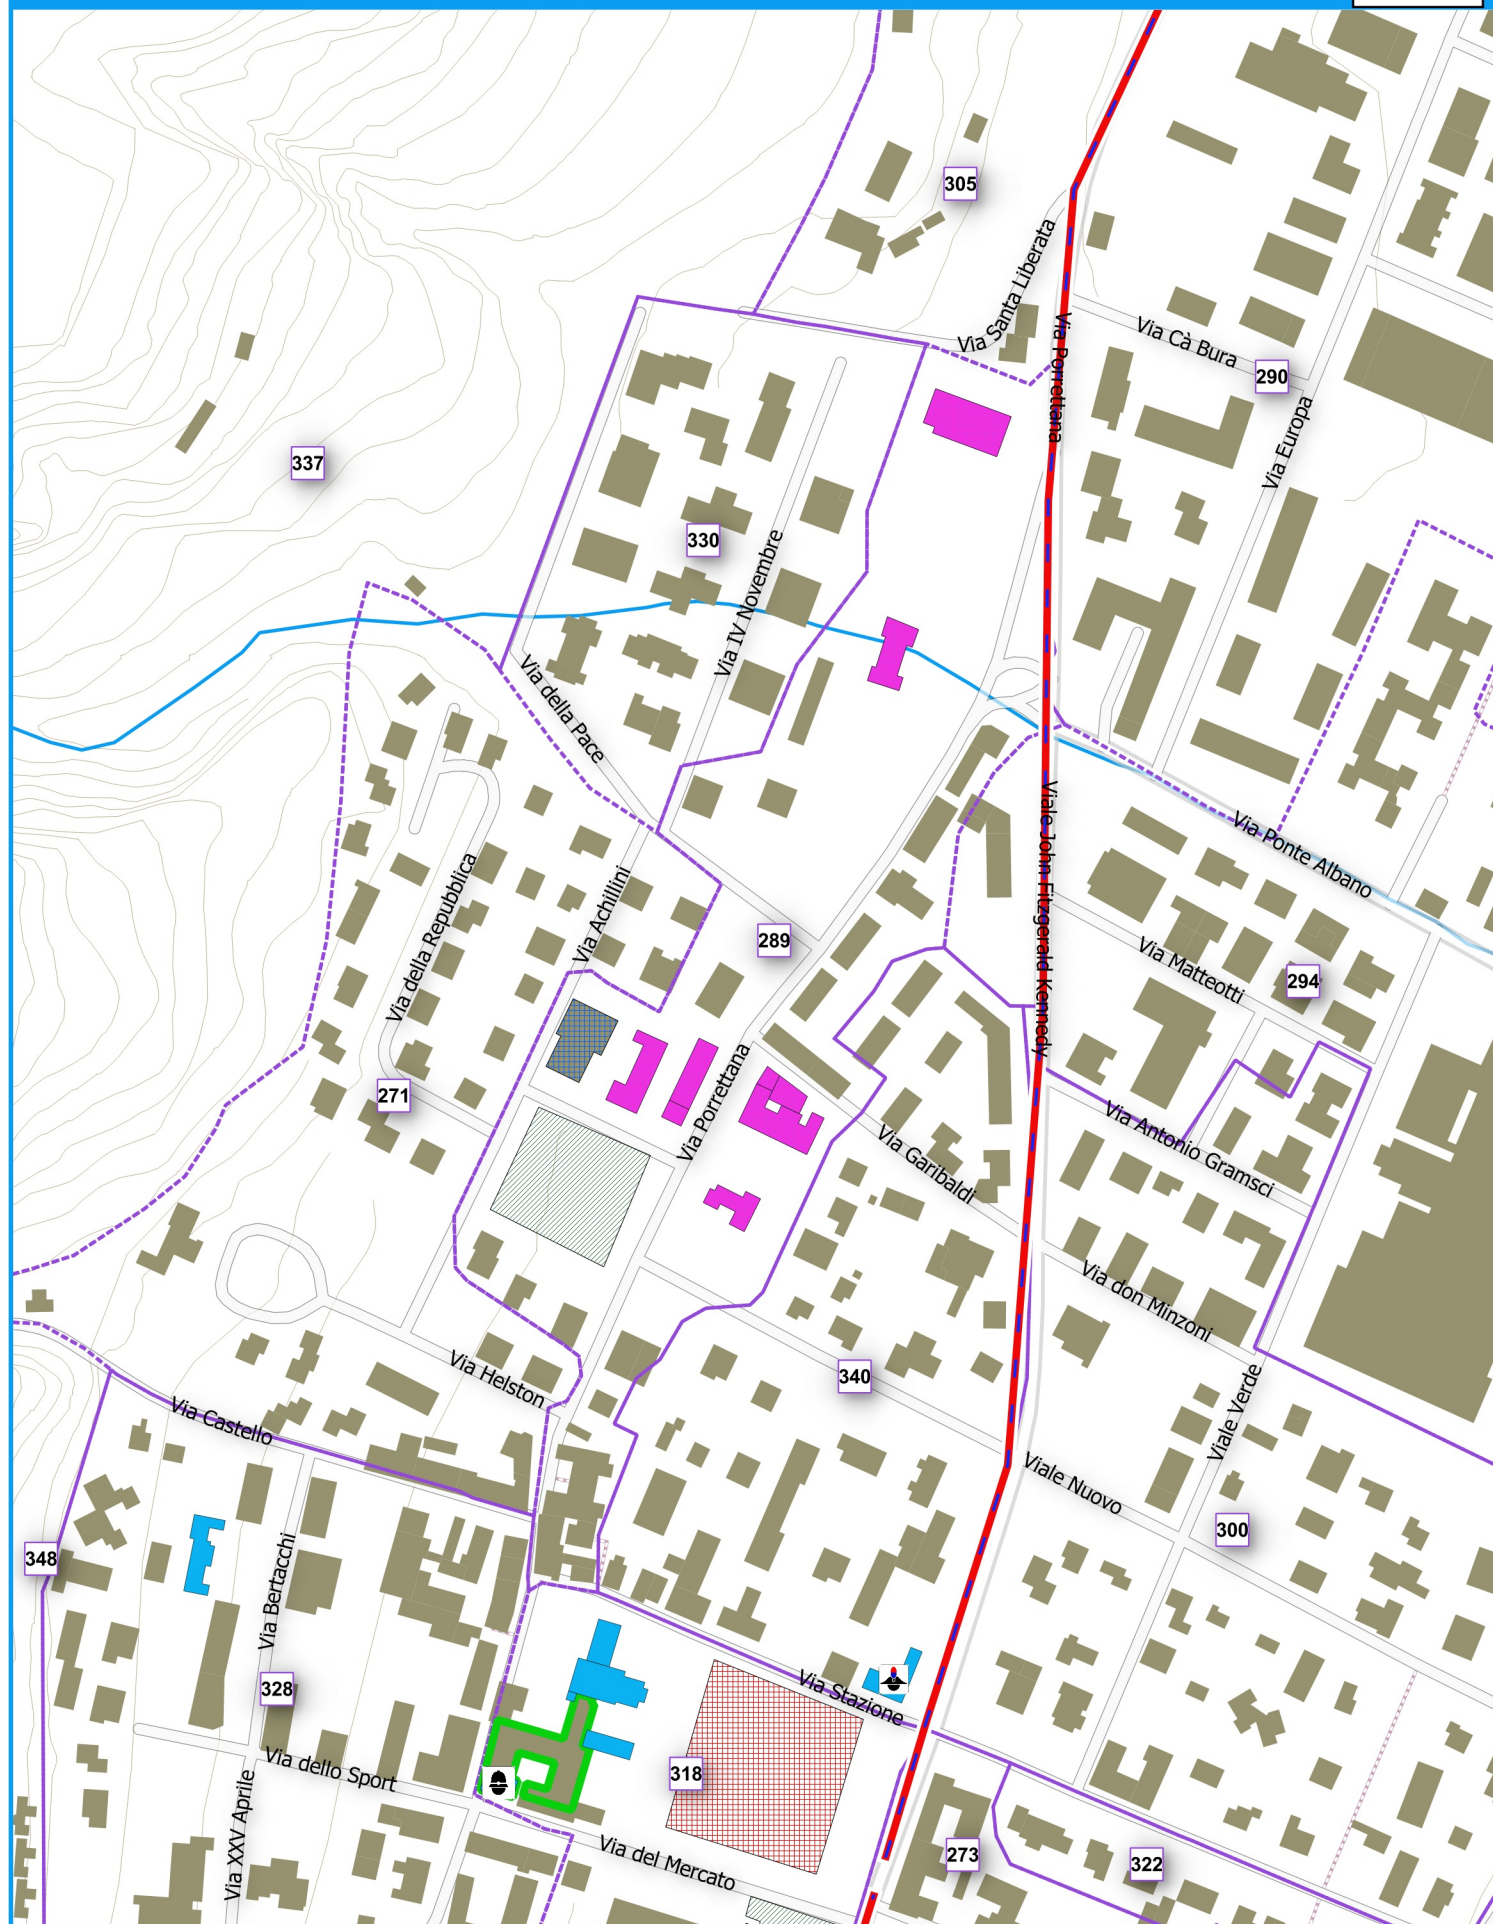 305
Via Santa Liberata
Via Porrettana
Via Cà Bura
290
Via Europa
337
330
Via IV Novembre
Via della Pace
Viale John Fitzgerald Kennedy
Via Ponte Albano
Via della Repubblica
Via Achillini
289
Via Matteotti
294
271
Via Porrettana
Via Garibaldi
Via Antonio Gramsci
Via don Minzoni
Via Helston
340
Via Castello
Viale Verde
Viale Nuovo
300
348
Via Bertacchi
328
Via Stazione
318
Via dello Sport
Via XXV Aprile
Via del Mercato
273
322